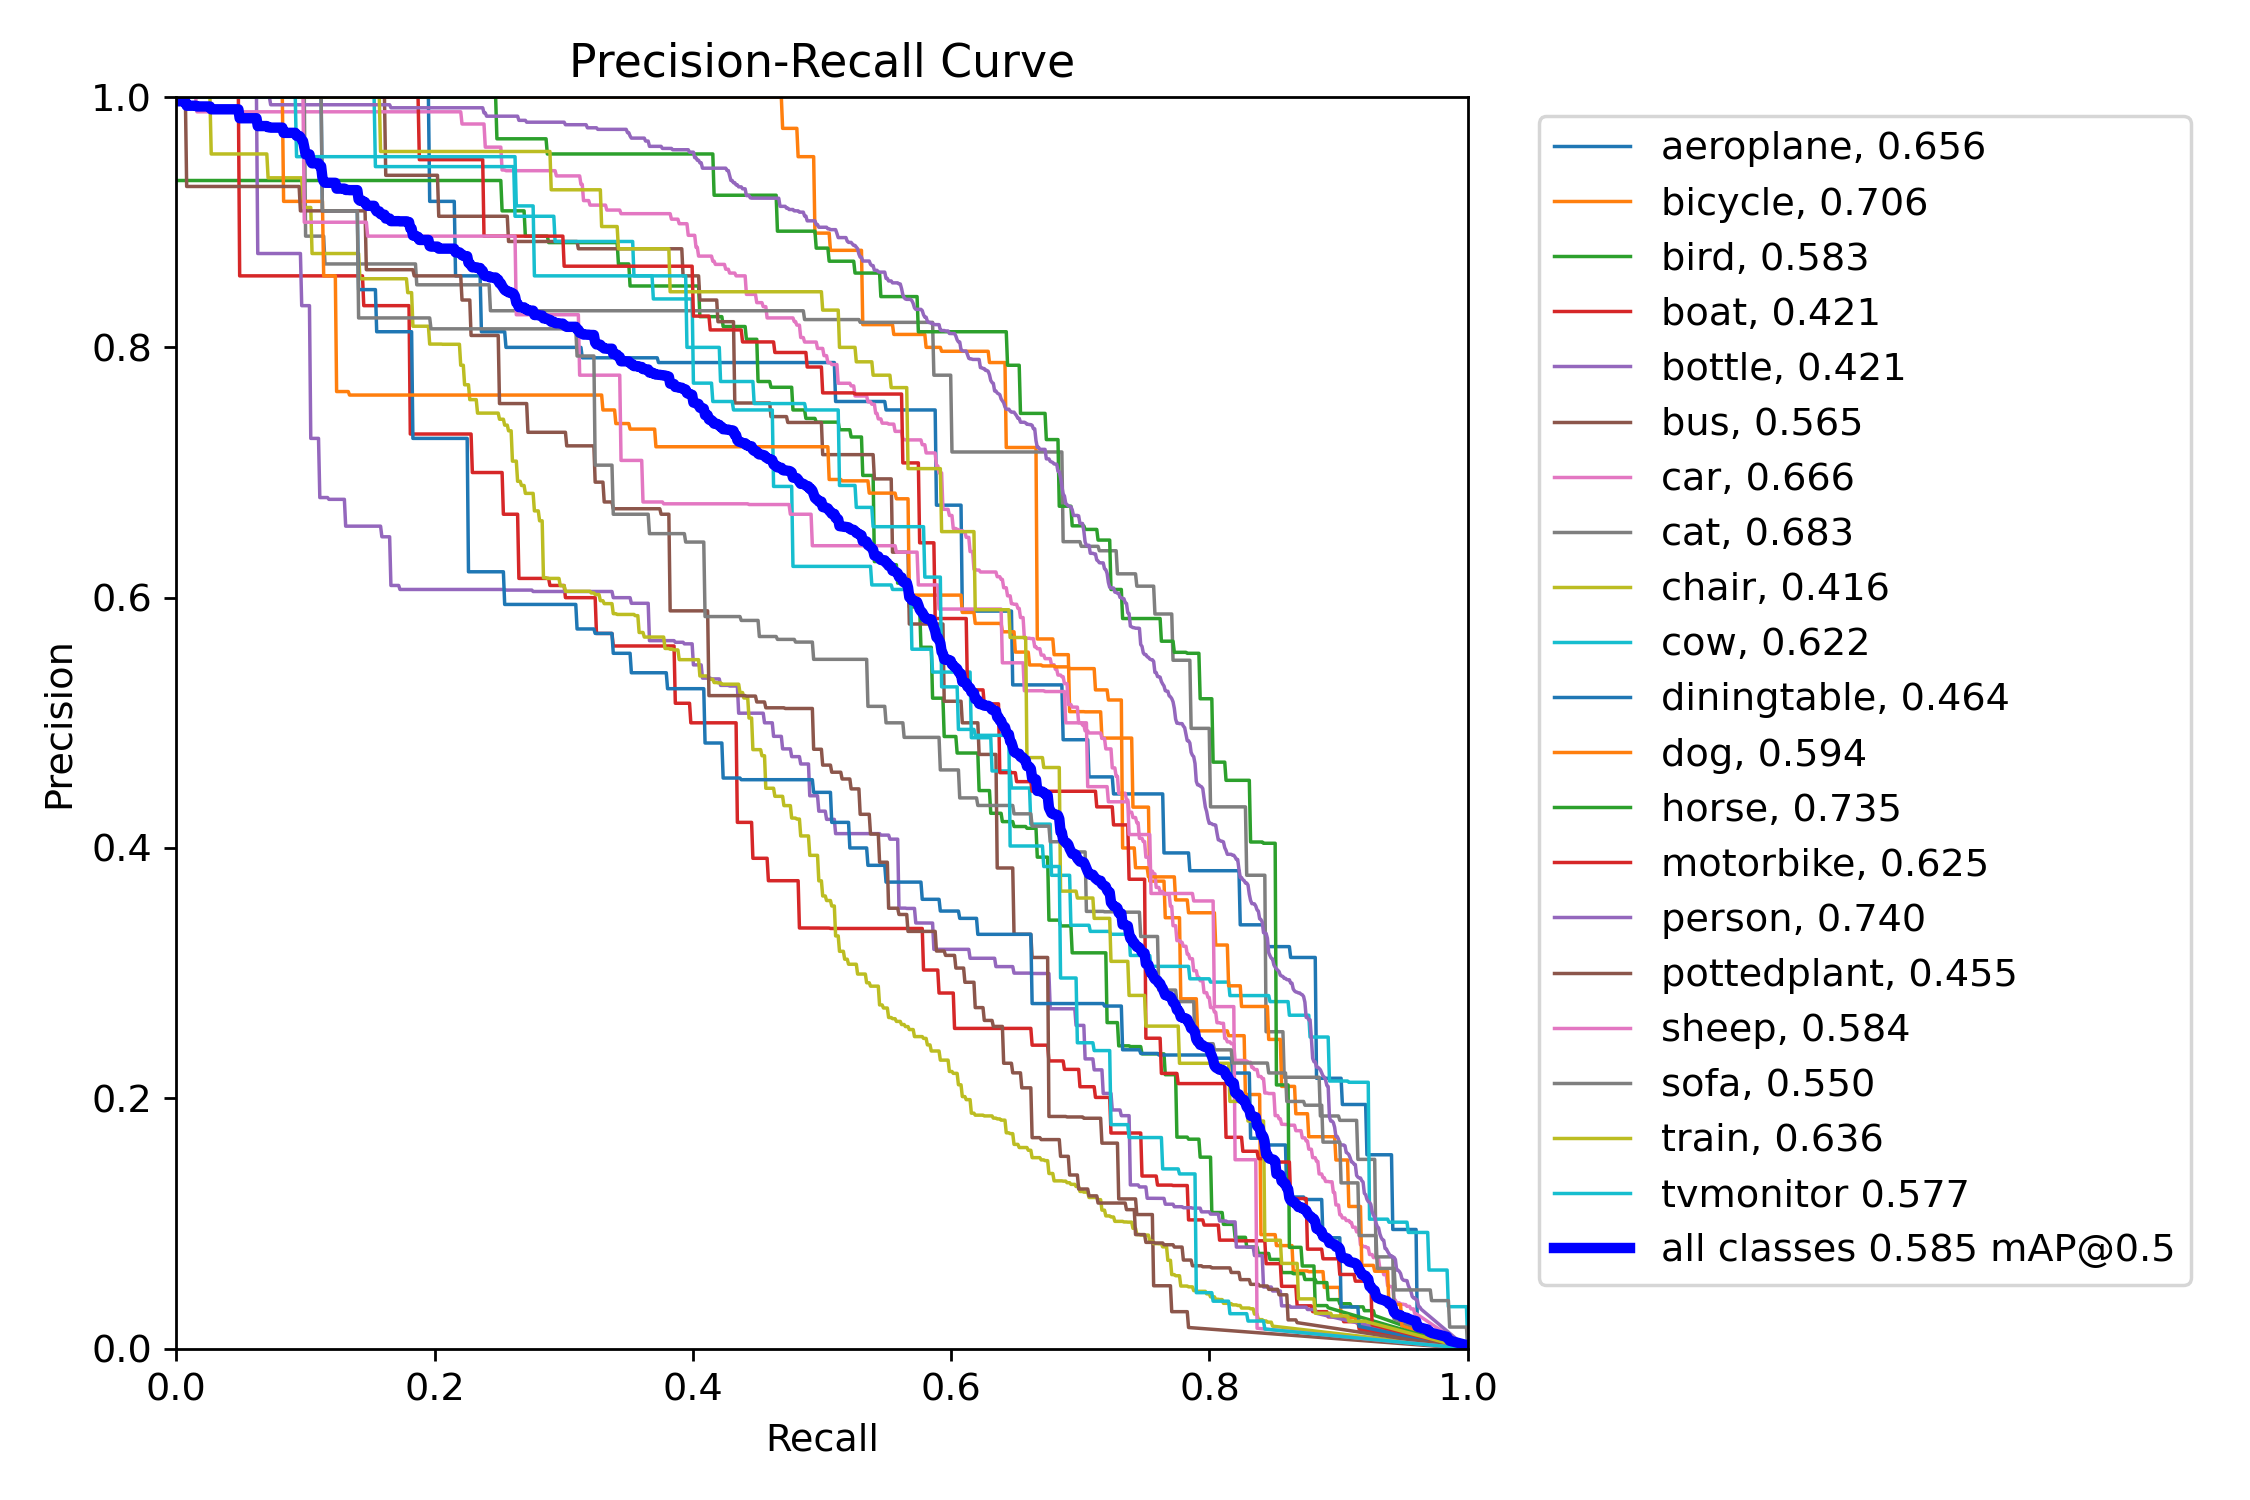 Precision-Recall Curve
1.0
0.8
0.6
0.4
0.2
0.0
Precision
0.0 0.2 0.4 0.6 0.8 1.0
Recall
aeroplane, 0.656
bicycle, 0.706
bird, 0.583
boat, 0.421
bottle, 0.421
bus, 0.565
car, 0.666
cat, 0.683
chair, 0.416
cow, 0.622
diningtable, 0.464
dog, 0.594
horse, 0.735
motorbike, 0.625
person, 0.740
pottedplant, 0.455
sheep, 0.584
sofa, 0.550
train, 0.636
tvmonitor 0.577
all classes 0.585 mAP@0.5